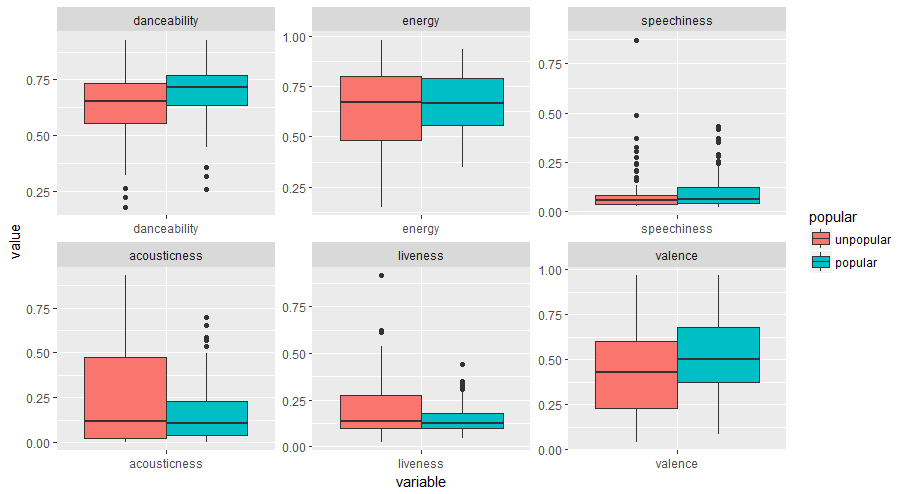 danceability
energy
speechiness
0.75
0.50
0.25
1.00
0.75
0.50
0.25
0.75
0.50
0.25
0.00
danceability
energy
speechiness
value
popular
unpopular
popular
acousticness
liveness
valence
0.75
0.50
0.25
0.00
0.75
0.50
0.25
0.00
1.00
0.75
0.50
0.25
0.00
acousticness
liveness
valence
variable